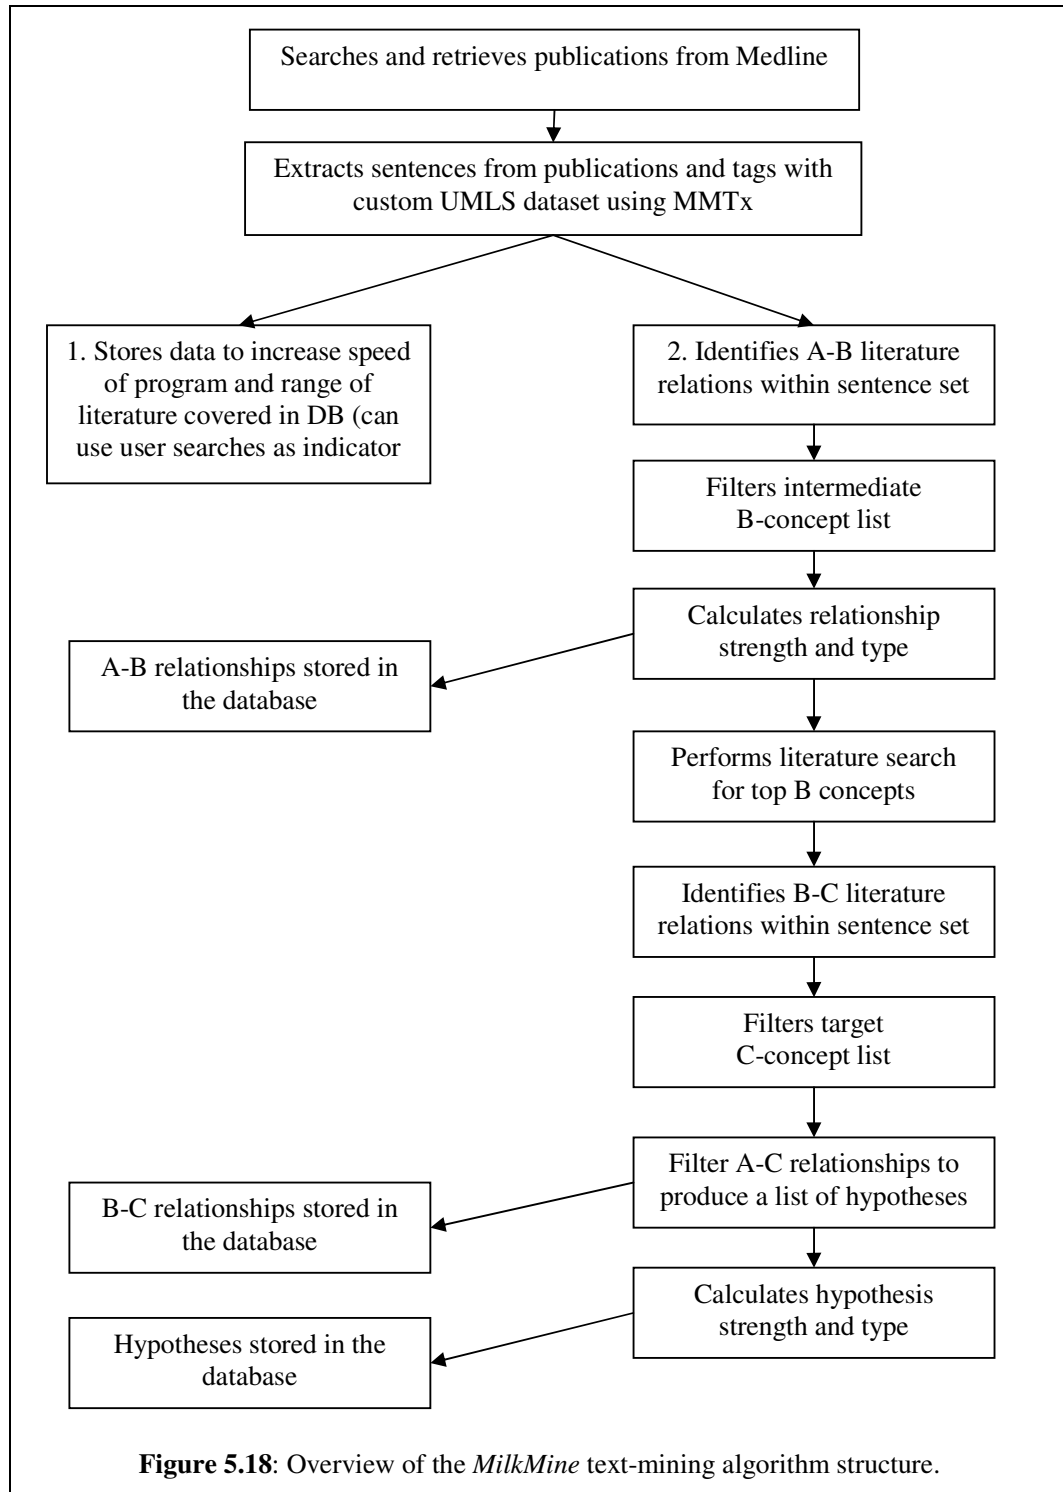 Searches and retrieves publications from Medline
Extracts sentences from publications and tags with
custom UMLS dataset using MMTx
1. Stores data to increase speed
of program and range of
literature covered in DB (can
use user searches as indicator
2. Identifies A-B literature
relations within sentence set
Filters intermediate
B-concept list
Calculates relationship
strength and type
A-B relationships stored in
the database
Performs literature search
for top B concepts
Identifies B-C literature
relations within sentence set
Filters target
C-concept list
Filter A-C relationships to
produce a list of hypotheses
B-C relationships stored in
the database
Calculates hypothesis
strength and type
Hypotheses stored in the
database
Figure 5.18: Overview of the MilkMine text-mining algorithm structure.